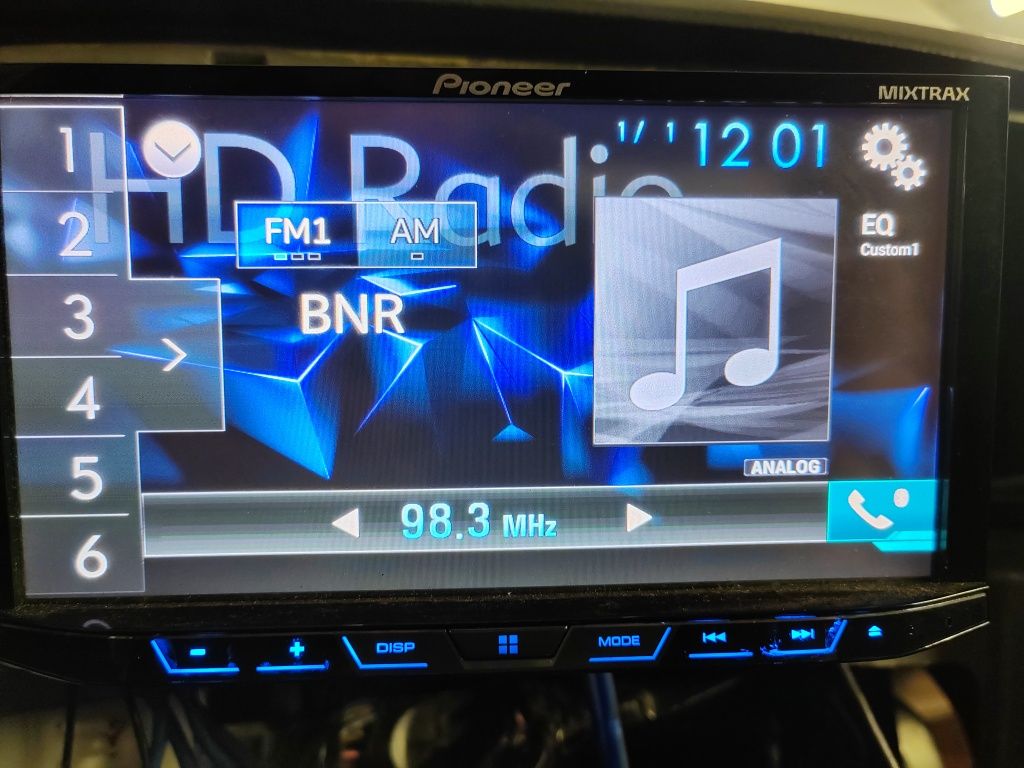 Pioneer
MIXTRAX
HD Radio
1/ 1 12 01
1
2
3
4
5
6
FM1 AM
BNR
EQ
Custom1
ANALOG
98.3 MHz
- + DISP MODE